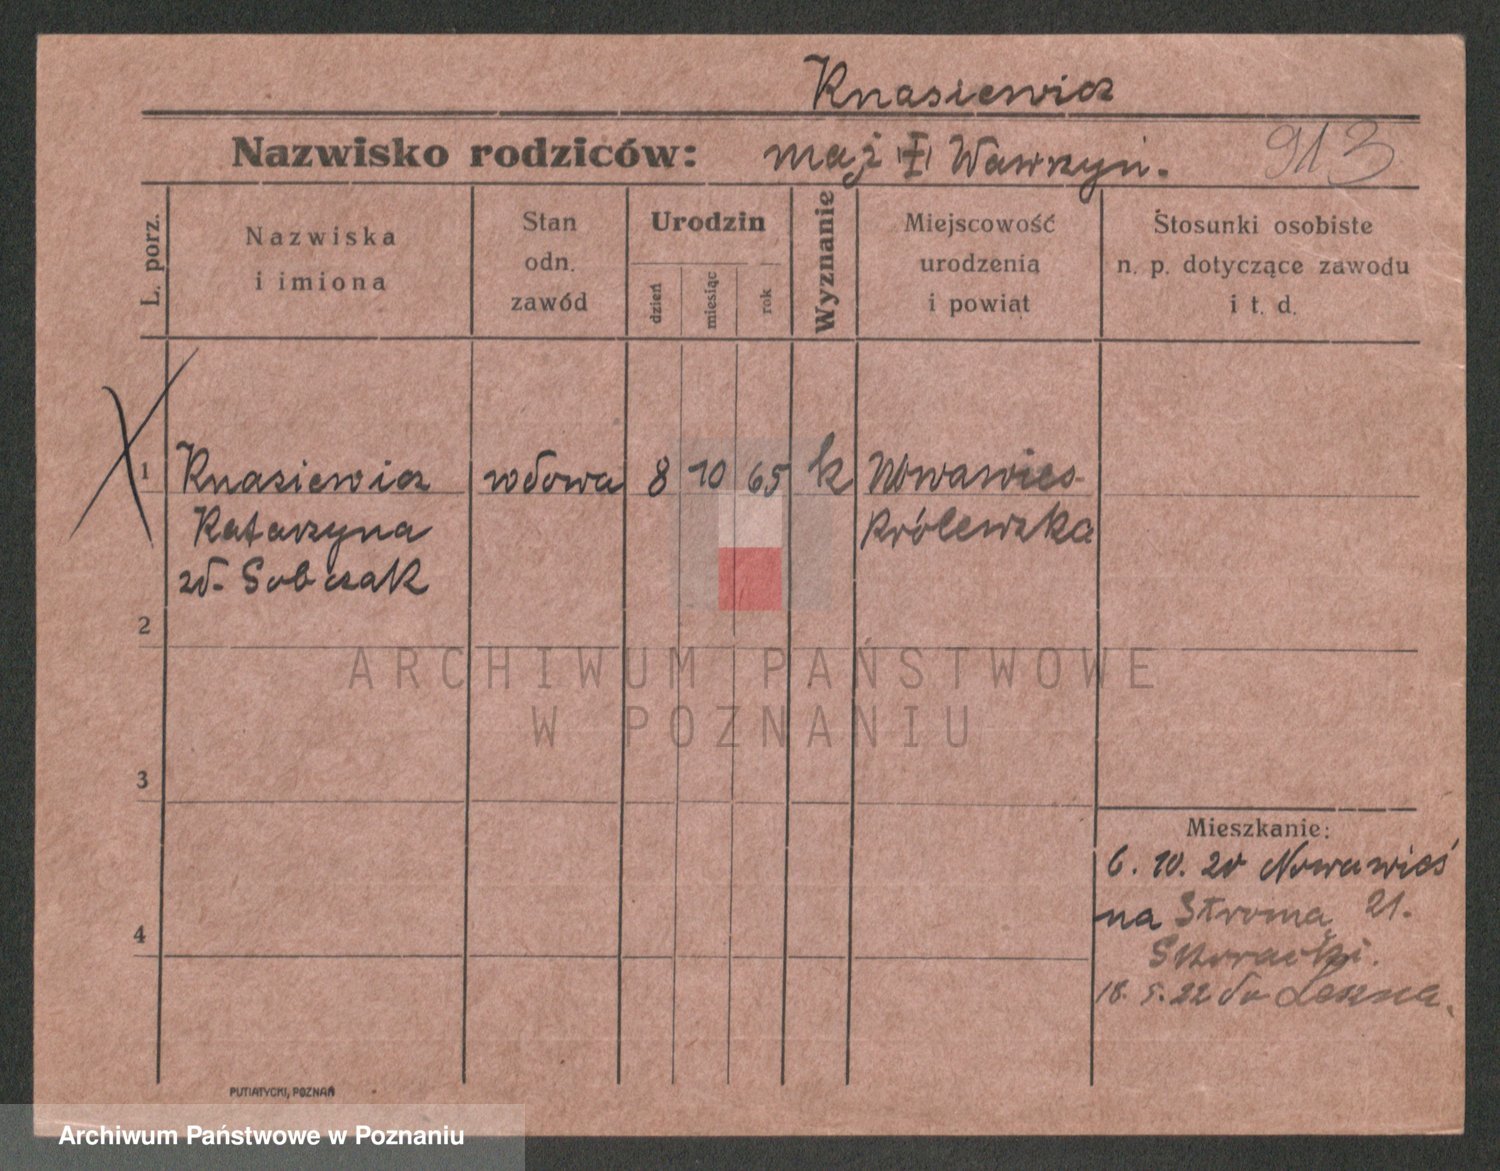 Knasiewicz
Nazwisko rodziców: mąż † Wawrzyn. 913
L. porz.
Nazwiska
i imiona
Stan
odn.
zawód
Urodzin
dzień
miesiąc
rok
Wyznanie
Miejscowość
urodzenia
i powiat
Stosunki osobiste
n. p. dotyczące zawodu
i t. d.
1 Knasiewicz wdowa 8 10 65 k Nowawies
Katarzyna Królewska
zd. Sobczak
2
ARCHIWUM PAŃSTWOWE
W POZNANIU
3
Mieszkanie:
6. 10. 20 Nowawieś
na Stroma 21.
4
18. 5. 22 do Leszna.
PUTIATYCKI, POZNAŃ
Archiwum Państwowe w Poznaniu